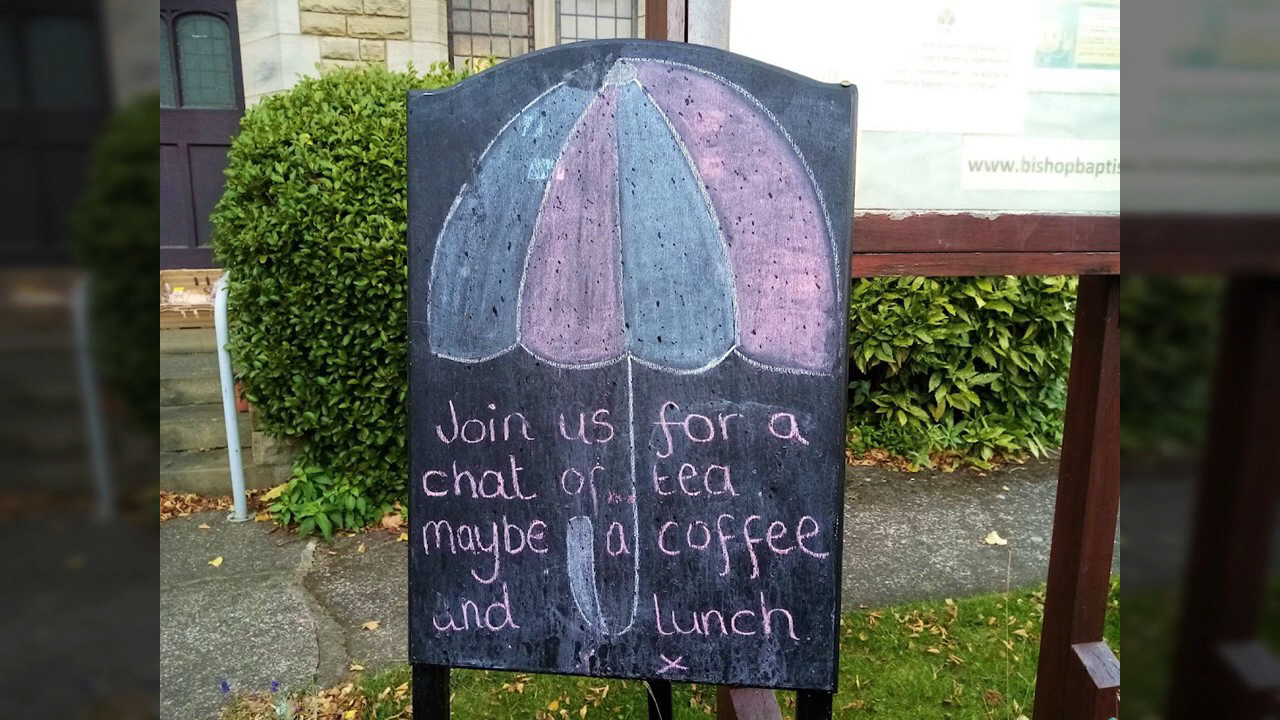 www.bishopbaptis
Join us for a
chat or... tea
maybe a coffee
and lunch
x